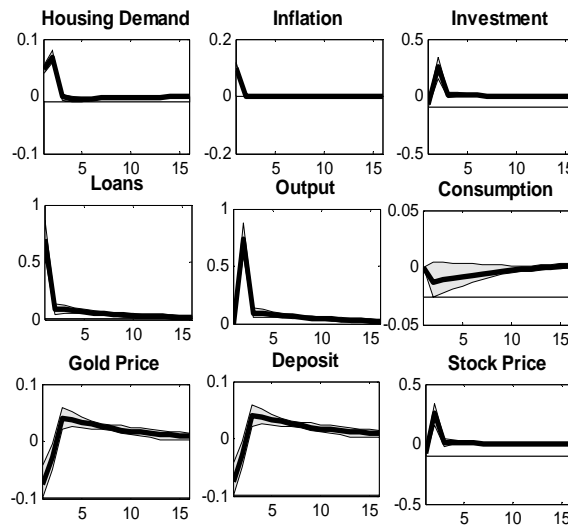 Housing Demand Inflation Investment
0.1 0.2 0.5
0 0 0
-0.1 -0.2 -0.5
5 10 15 5 10 15 5 10 15
Loans Output Consumption
1 1 0.05
0.5 0.5 0
0 0 -0.05
5 10 15 5 10 15 5 10 15
Gold Price Deposit Stock Price
0.1 0.1 0.5
0 0 0
-0.1 -0.1 -0.5
5 10 15 5 10 15 5 10 15